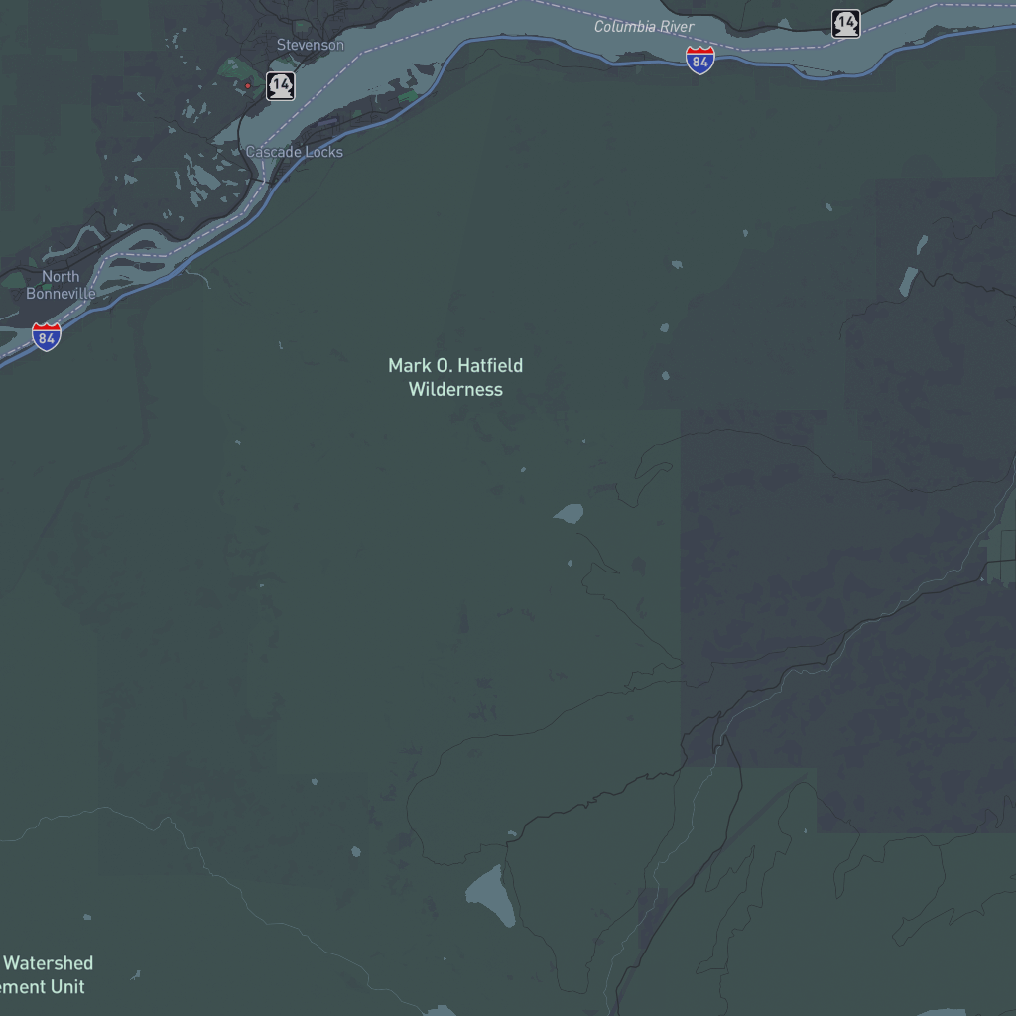 Columbia River
14
Stevenson
84
14
Cascade Locks
North
Bonneville
84
Mark O. Hatfield
Wilderness
Watershed
ement Unit